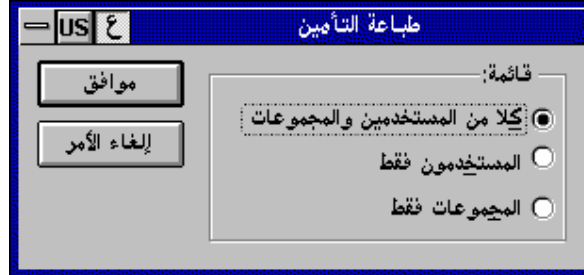 طباعة التأمين
ع US
قائمة:
كلا من المستخدمين والمجموعات
المستخدمون فقط
المجموعات فقط
موافق
إلغاء الأمر